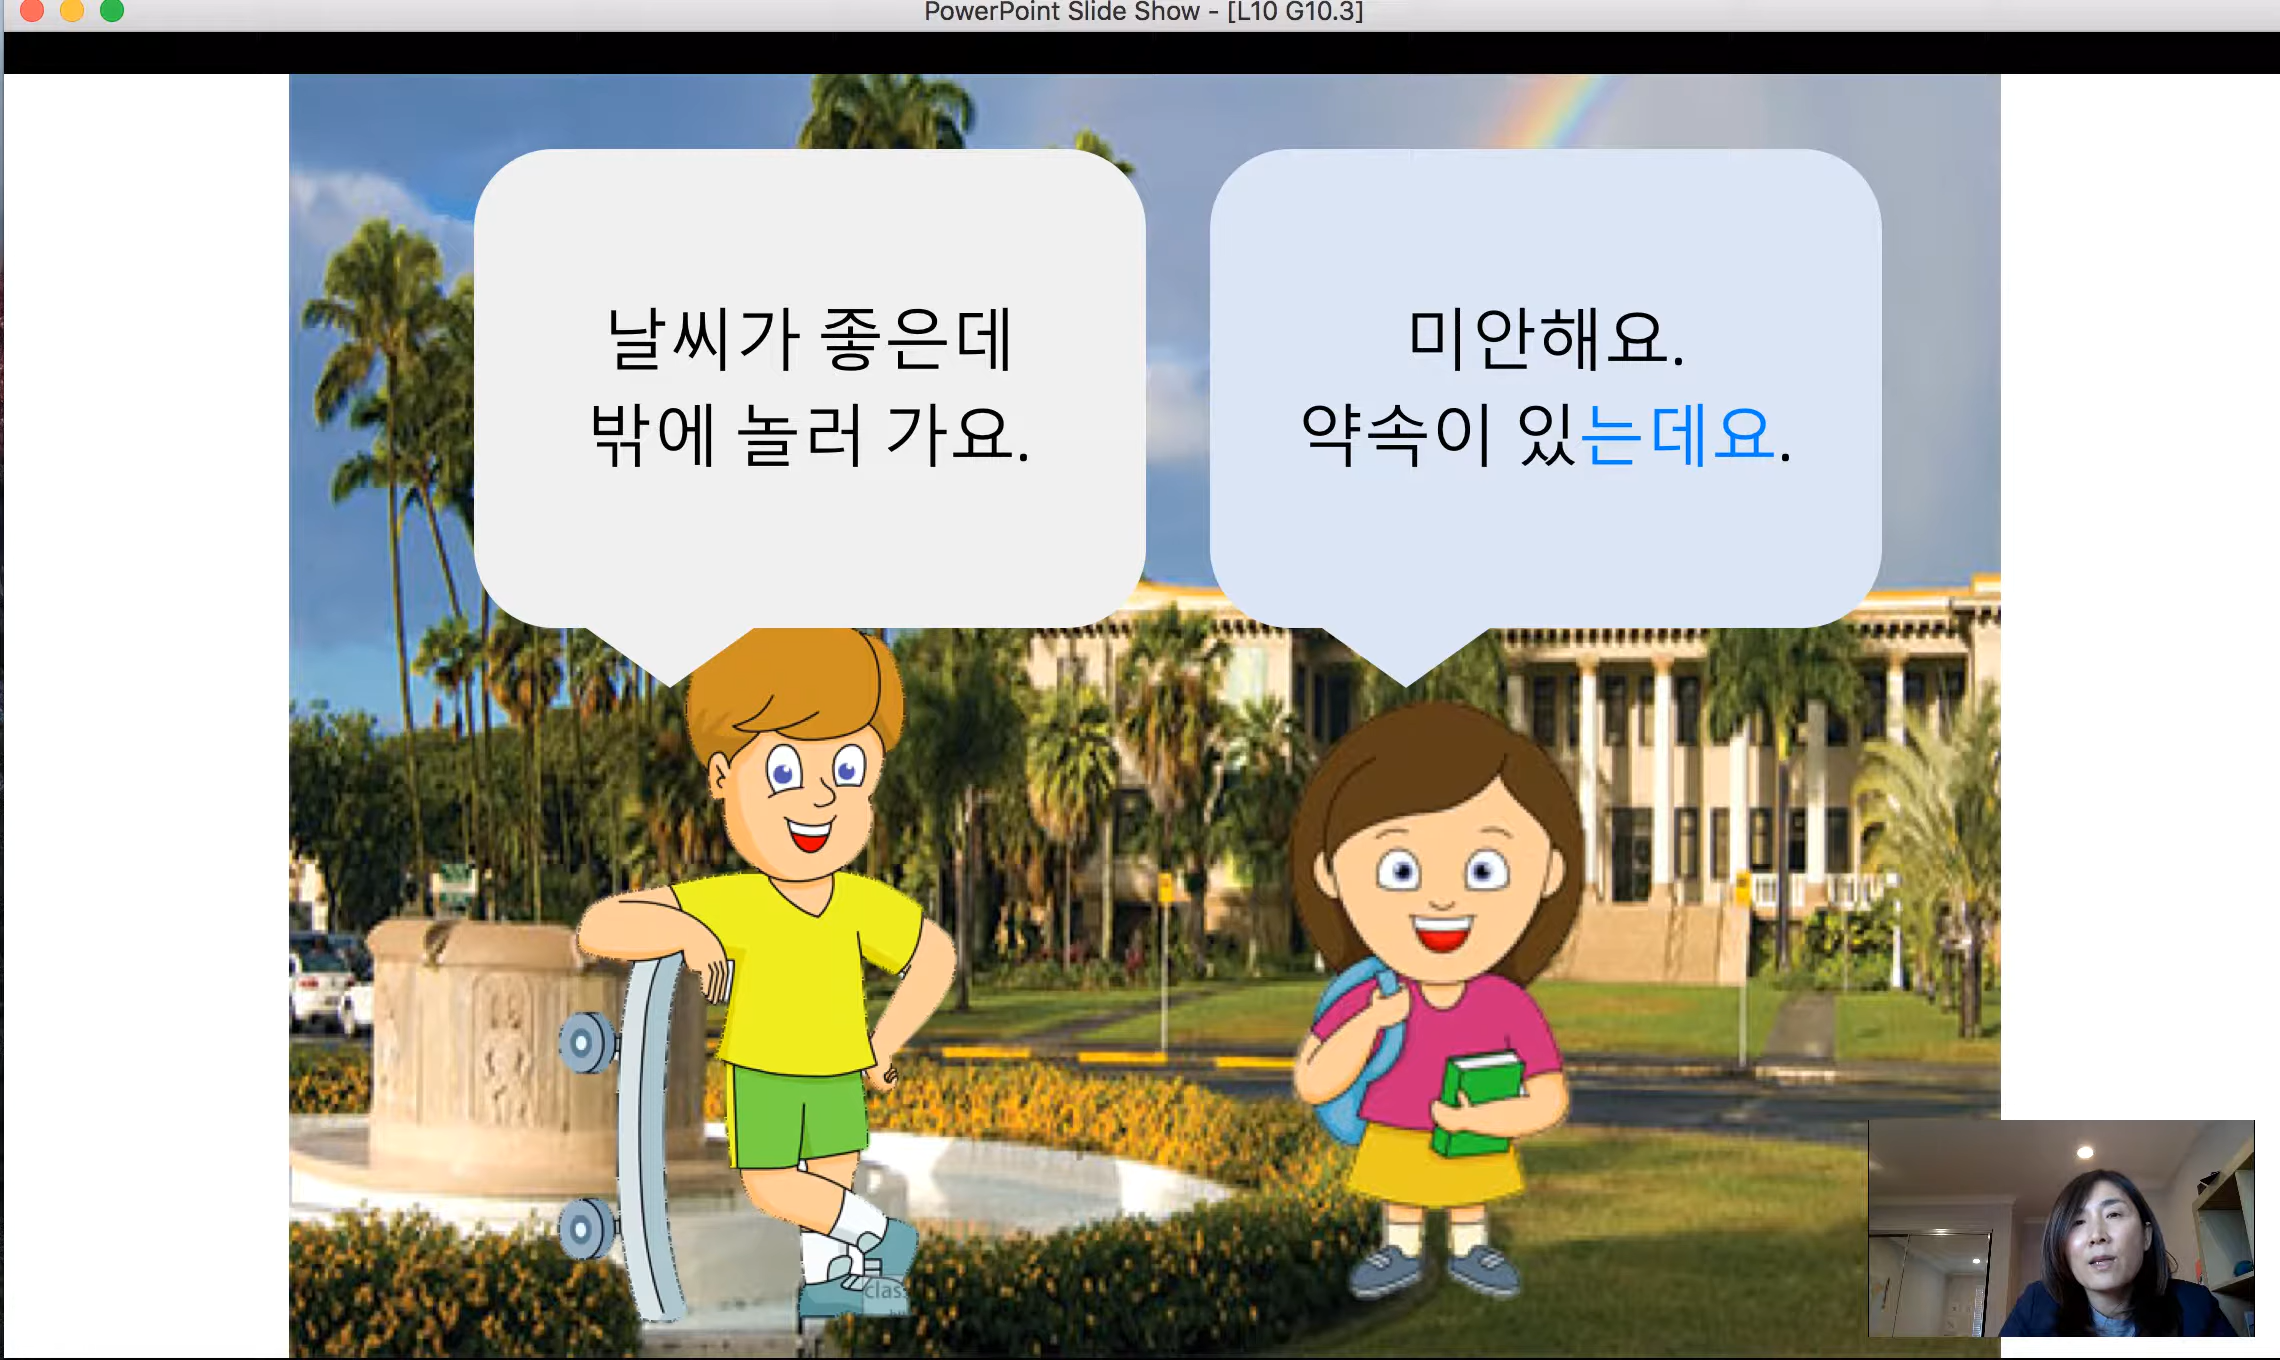 PowerPoint Slide Show - [L10 G10.3]
날씨가 좋은데
밖에 놀러 가요.
미안해요.
약속이 있는데요.